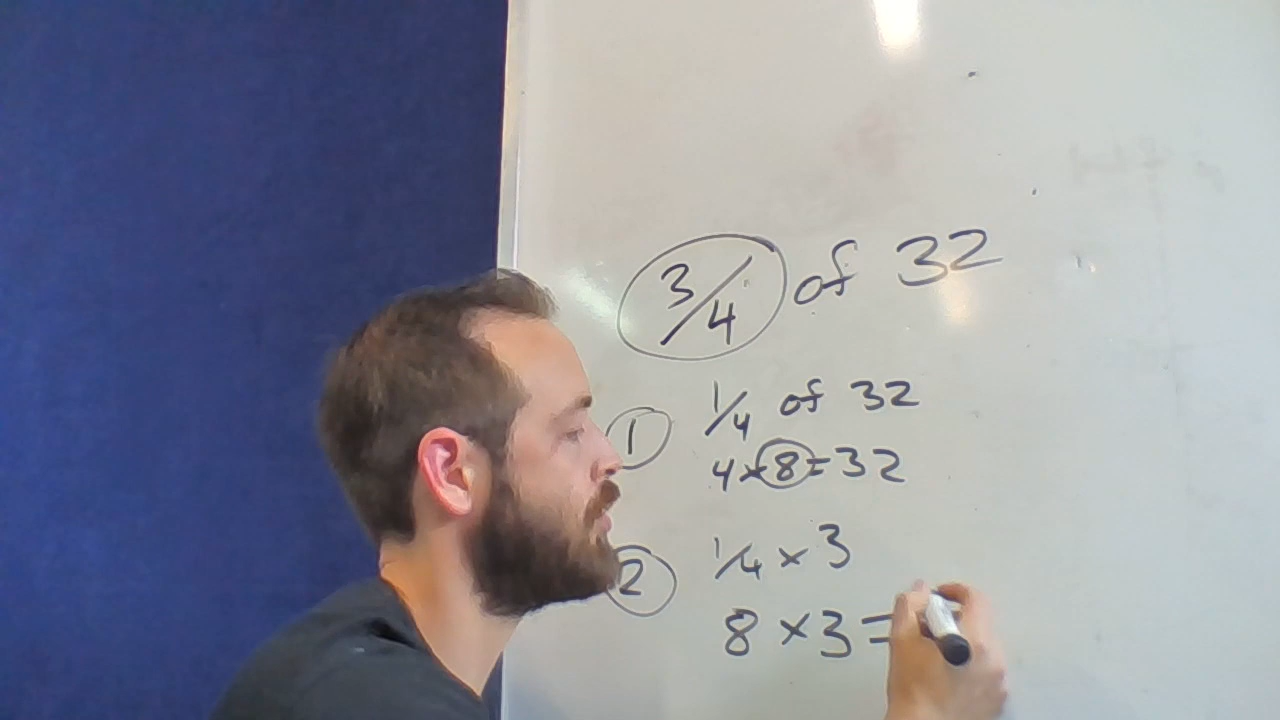 3/4 of 32
1 1/4 of 32
4×8=32
2 1/4 × 3
8 × 3 =